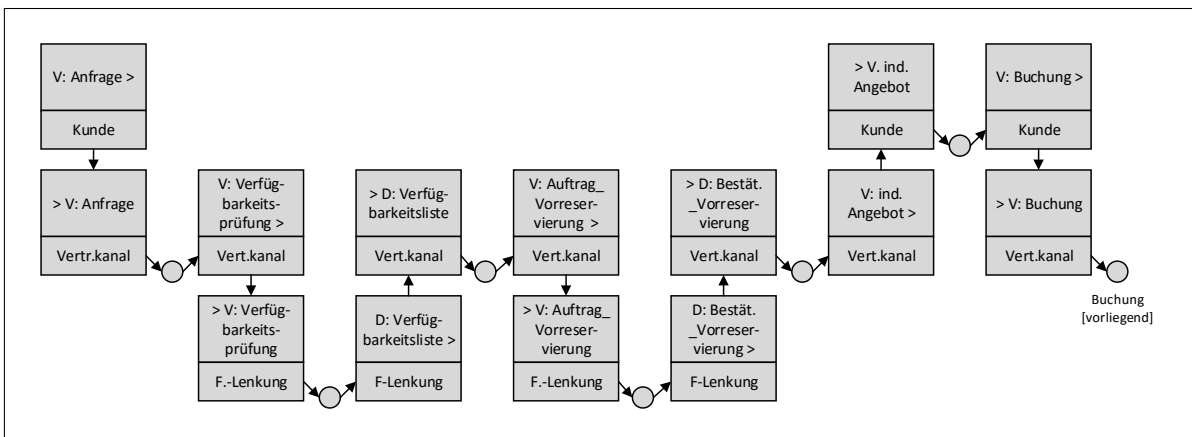 V: Anfrage >
Kunde
> V: Anfrage
Vertr.kanal
V: Verfüg-
barkeits-
prüfung >
Vert.kanal
> V: Verfüg-
barkeits-
prüfung
F.-Lenkung
> D: Verfüg-
barkeitsliste
Vert.kanal
D: Verfüg-
barkeitsliste >
F-Lenkung
V: Auftrag_
Vorreser-
vierung >
Vert.kanal
> V: Auftrag_
Vorreser-
vierung
F.-Lenkung
> D: Bestät.
_Vorreser-
vierung
Vert.kanal
D: Bestät.
_Vorreser-
vierung >
F-Lenkung
> V. ind.
Angebot
Kunde
V: ind.
Angebot >
Vert.kanal
V: Buchung >
Kunde
> V: Buchung
Vert.kanal
Buchung
[vorliegend]